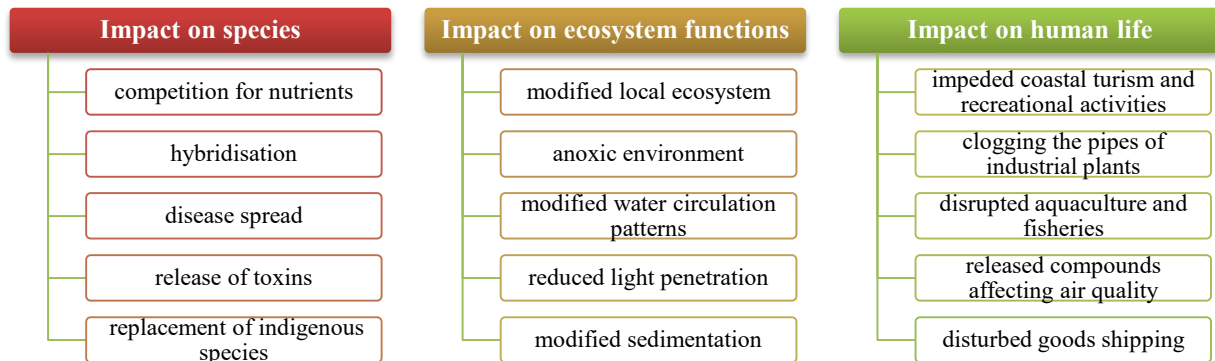 Impact on species
competition for nutrients
hybridisation
disease spread
release of toxins
replacement of indigenous
species
Impact on ecosystem functions
modified local ecosystem
anoxic environment
modified water circulation
patterns
reduced light penetration
modified sedimentation
Impact on human life
impeded coastal turism and
recreational activities
clogging the pipes of
industrial plants
disrupted aquaculture and
fisheries
released compounds
affecting air quality
disturbed goods shipping